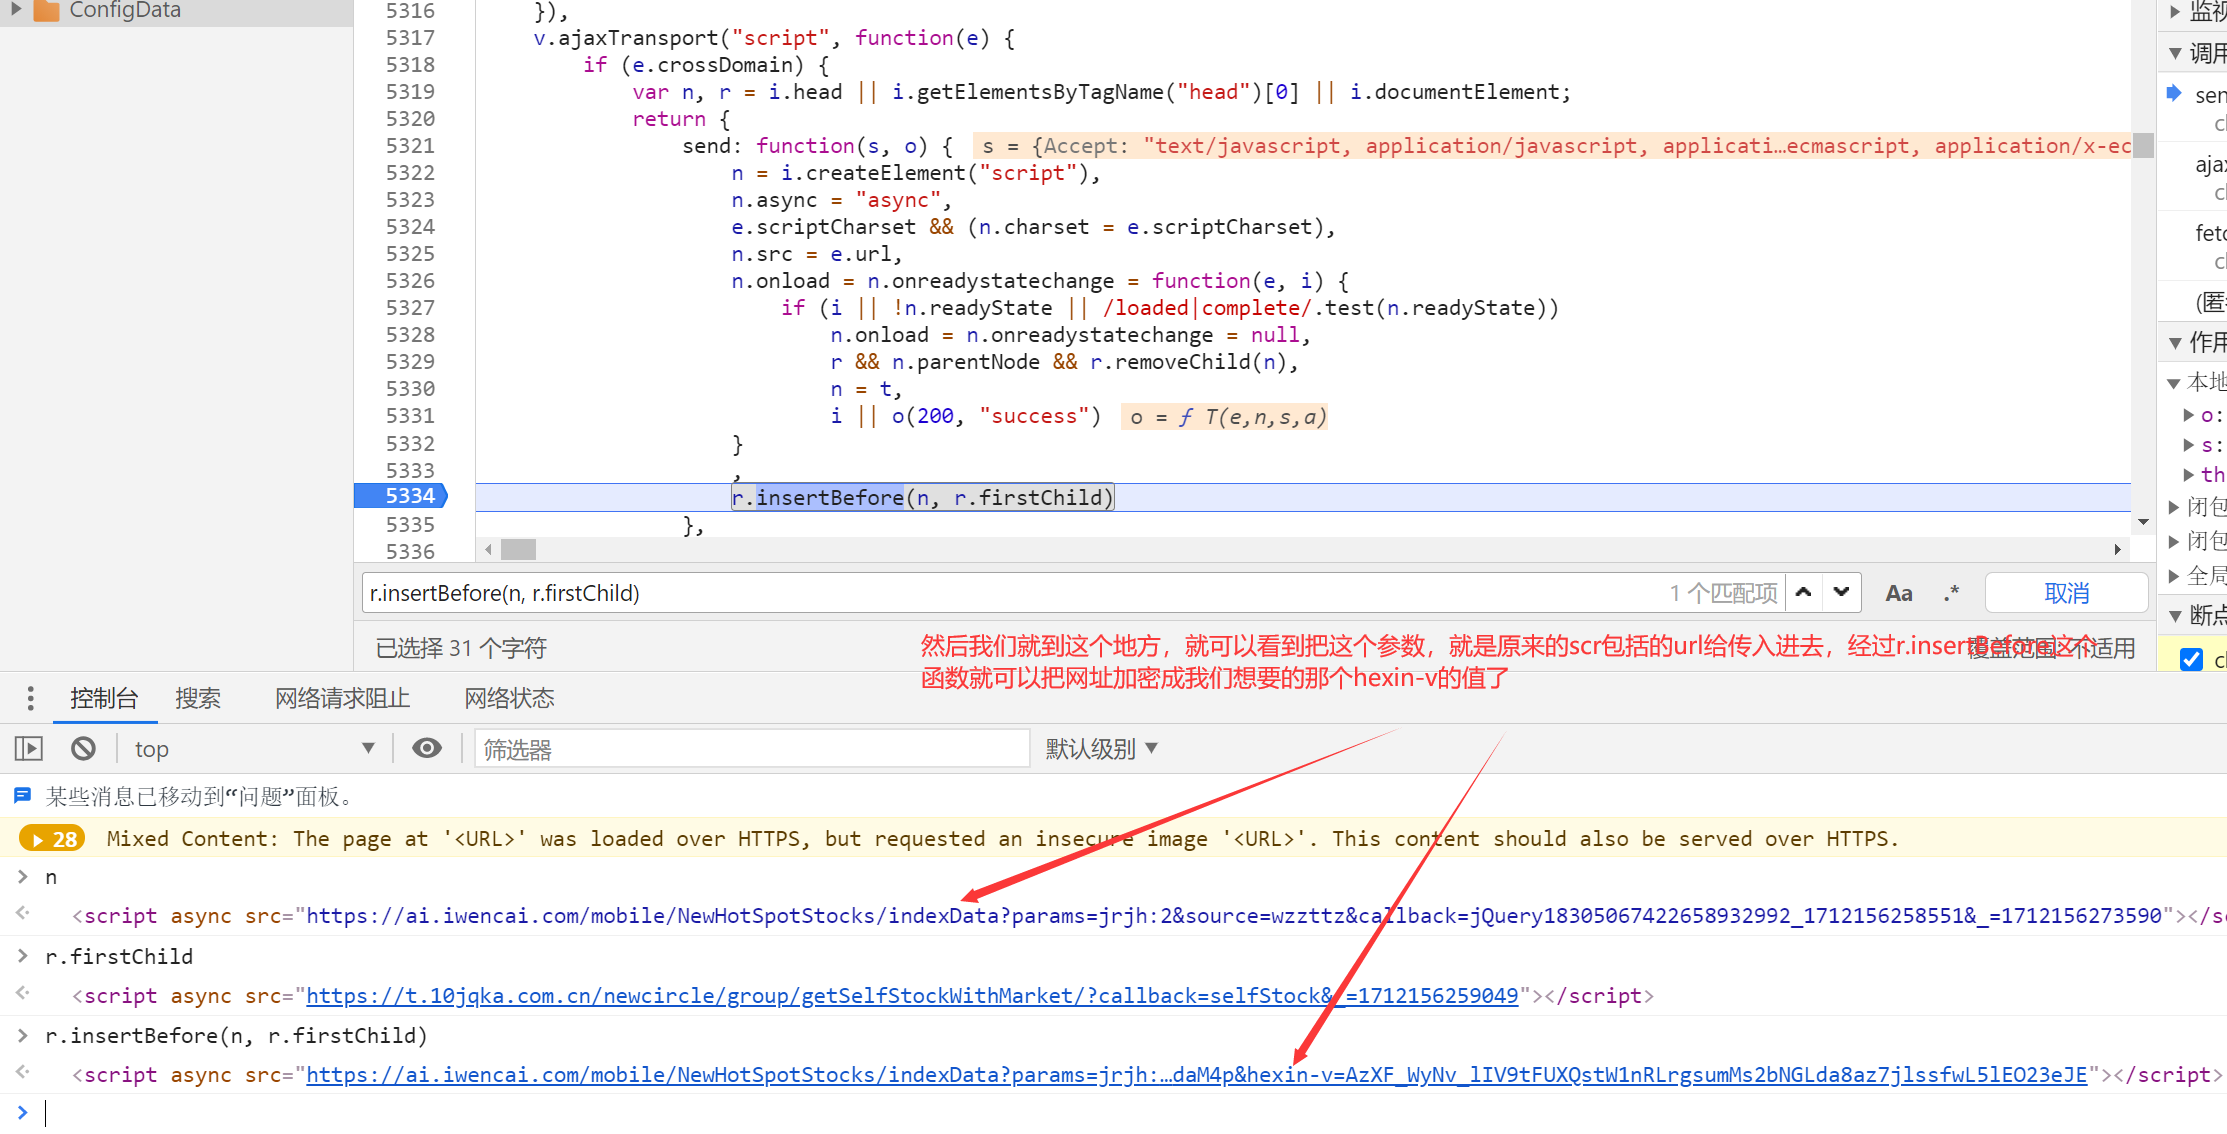 ConfigData
5316 }),
5317 v.ajaxTransport("script", function(e) {
5318 if (e.crossDomain) {
5319 var n, r = i.head || i.getElementsByTagName("head")[0] || i.documentElement;
5320 return {
5321 send: function(s, o) { s = {Accept: "text/javascript, application/javascript, applicati…ecmascript, application/x-ec
5322 n = i.createElement("script"),
5323 n.async = "async",
5324 e.scriptCharset && (n.charset = e.scriptCharset),
5325 n.src = e.url,
5326 n.onload = n.onreadystatechange = function(e, i) {
5327 if (i || !n.readyState || /loaded|complete/.test(n.readyState))
5328 n.onload = n.onreadystatechange = null,
5329 r && n.parentNode && r.removeChild(n),
5330 n = t,
5331 i || o(200, "success") o = ƒ T(e,n,s,a)
5332 }
5333 ,
5334 r.insertBefore(n, r.firstChild)
5335 },
5336
监视
调用
sen
cl
ajax
cl
fetc
cl
(匿
作用
本地
o:
s:
th
闭包
闭包
全局
断点
cl
r.insertBefore(n, r.firstChild) 1 个匹配项 Aa .* 取消
已选择 31 个字符 覆盖范围: 不适用
然后我们就到这个地方，就可以看到把这个参数，就是原来的scr包括的url给传入进去，经过r.insertBefore这个
函数就可以把网址加密成我们想要的那个hexin-v的值了
控制台 搜索 网络请求阻止 网络状态
top 筛选器 默认级别
某些消息已移动到“问题”面板。
28 Mixed Content: The page at '<URL>' was loaded over HTTPS, but requested an insecure image '<URL>'. This content should also be served over HTTPS.
n
<script async src="https://ai.iwencai.com/mobile/NewHotSpotStocks/indexData?params=jrjh:2&source=wzzttz&callback=jQuery18305067422658932992_1712156258551&_=1712156273590"></s
r.firstChild
<script async src="https://t.10jqka.com.cn/newcircle/group/getSelfStockWithMarket/?callback=selfStock&_=1712156259049"></script>
r.insertBefore(n, r.firstChild)
<script async src="https://ai.iwencai.com/mobile/NewHotSpotStocks/indexData?params=jrjh:…daM4p&hexin-v=AzXF_WyNv_lIV9tFUXQstW1nRLrgsumMs2bNGLda8az7jlssfwL5lEO23eJE"></script>